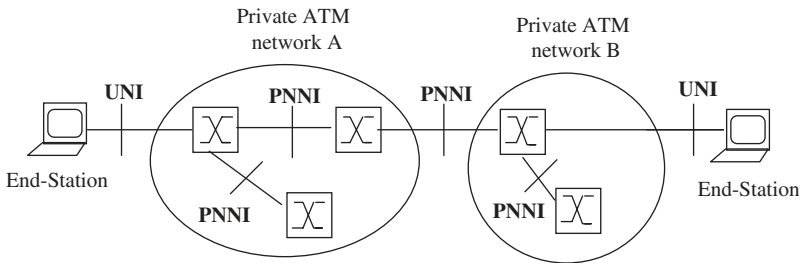 Private ATM
network A
Private ATM
network B
UNI
PNNI
PNNI
UNI
End-Station
PNNI
PNNI
End-Station